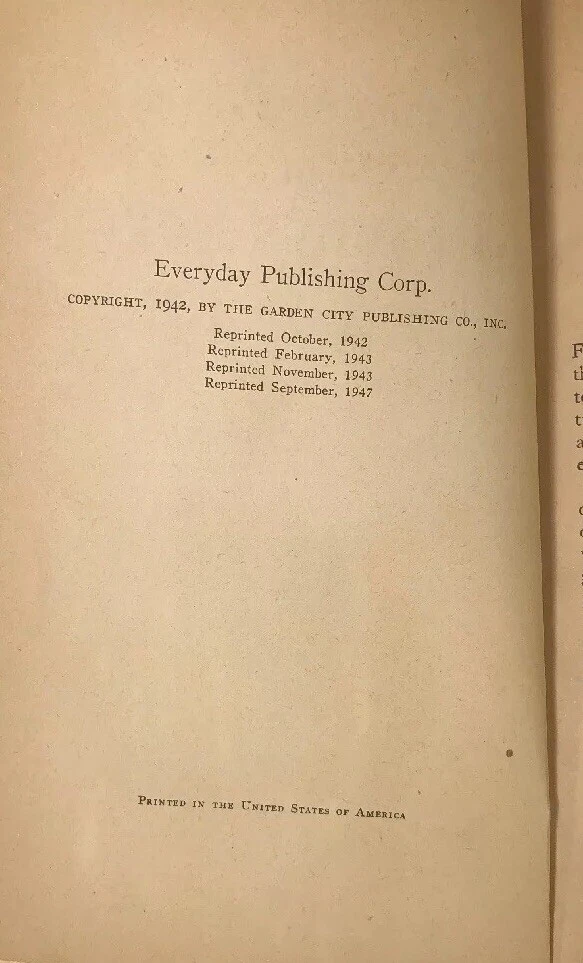 Everyday Publishing Corp.
COPYRIGHT, 1942, BY THE GARDEN CITY PUBLISHING CO., INC.
Reprinted October, 1942
Reprinted February, 1943
Reprinted November, 1943
Reprinted September, 1947
PRINTED IN THE UNITED STATES OF AMERICA